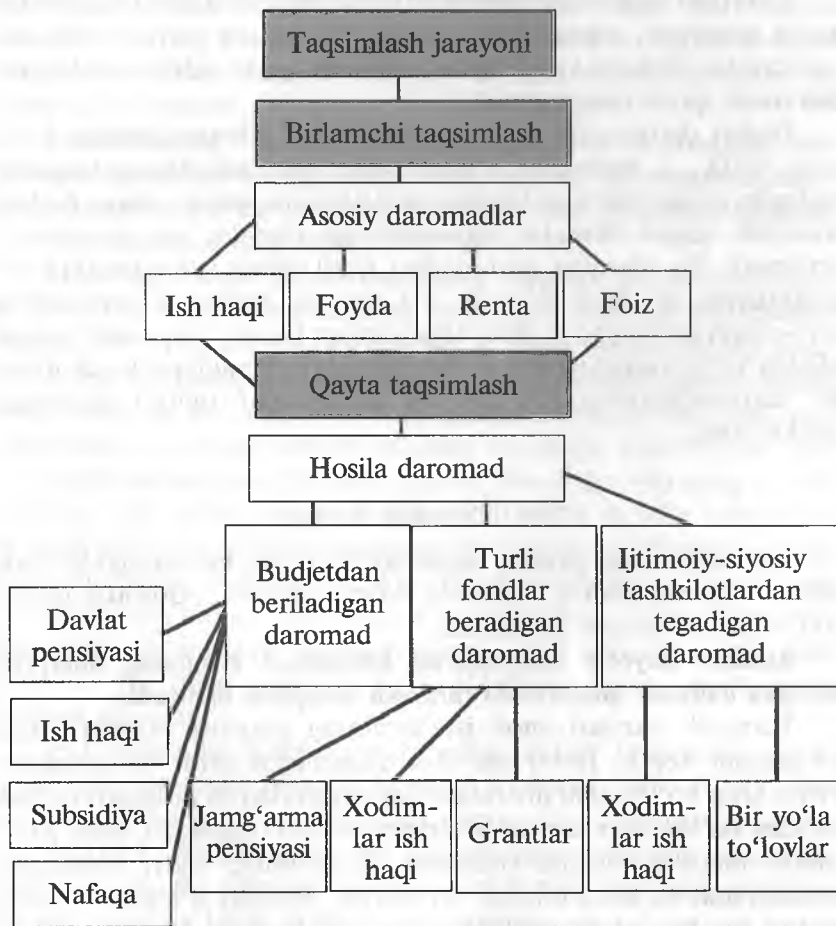 Taqsimlash jarayoni
Birlamchi taqsimlash
Asosiy daromadlar
Ish haqi
Foyda
Renta
Foiz
Qayta taqsimlash
Hosila daromad
Budjetdan
beriladigan
daromad
Turli
fondlar
beradigan
daromad
Ijtimoiy-siyosiy
tashkilotlardan
tegadigan
daromad
Davlat
pensiyasi
Ish haqi
Subsidiya
Nafaqa
Jamg‘arma
pensiyasi
Xodim-
lar ish
haqi
Grantlar
Xodim-
lar ish
haqi
Bir yo‘la
to‘lovlar